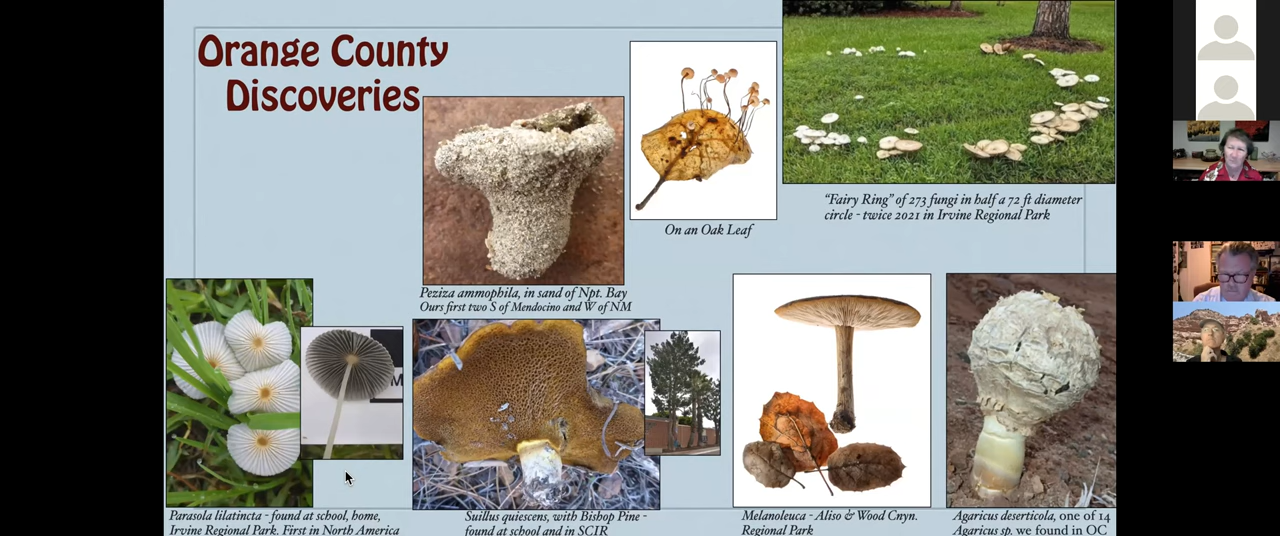 Orange County
Discoveries
On an Oak Leaf
"Fairy Ring" of 273 fungi in half a 72 ft diameter
circle - twice 2021 in Irvine Regional Park
Peziza ammophila, in sand of Npt. Bay
Ours first two S of Mendocino and W of NM
M
Parasola lilatincta - found at school, home,
Irvine Regional Park. First in North America
Suillus quiescens, with Bishop Pine -
found at school and in SCIR
Melanoleuca - Aliso & Wood Cnyn.
Regional Park
Agaricus deserticola, one of 14
Agaricus sp. we found in OC